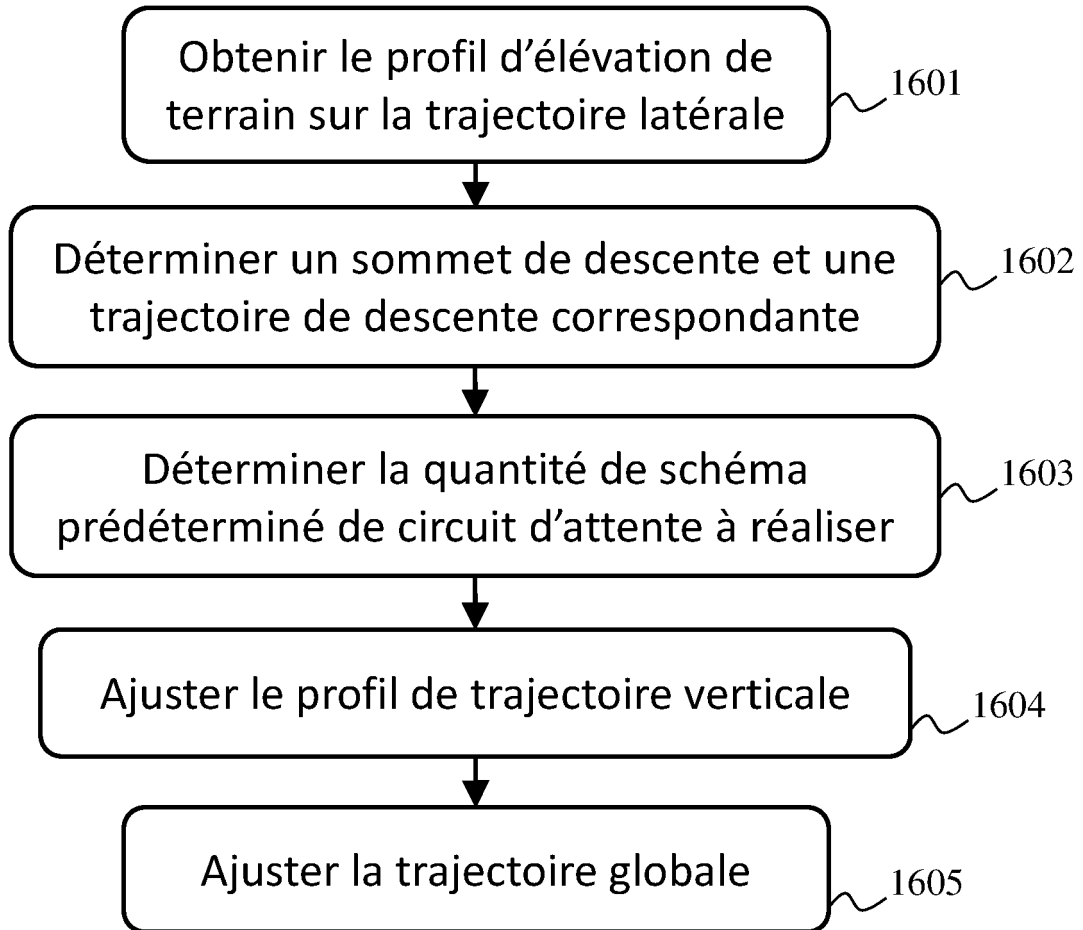 Obtenir le profil d'élévation de
terrain sur la trajectoire latérale
1601
Déterminer un sommet de descente et une
trajectoire de descente correspondante
1602
Déterminer la quantité de schéma
prédéterminé de circuit d'attente à réaliser
1603
Ajuster le profil de trajectoire verticale
1604
Ajuster la trajectoire globale
1605